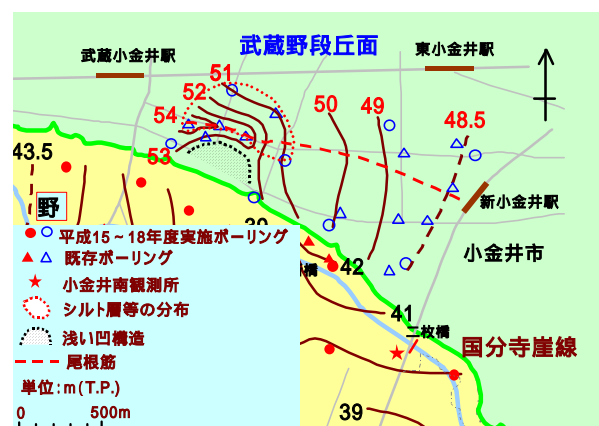 武蔵野段丘面
武蔵小金井駅
東小金井駅
51
52
54
53
50
49
48.5
43.5
新小金井駅
野
小金井市
平成15～18年度実施ボーリング
既存ボーリング
橋
42
小金井南観測所
シルト層等の分布
41
二枚橋
浅い凹構造
国分寺崖線
尾根筋
単位:m(T.P.)
0 500m
39